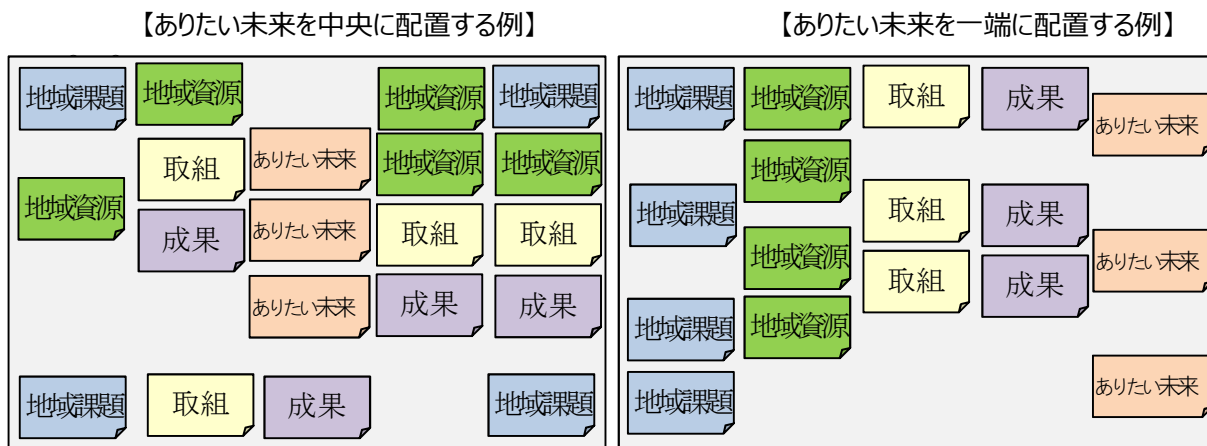 【ありたい未来を中央に配置する例】
地域課題 地域資源 地域資源 地域課題
取組 ありたい未来 地域資源 地域資源
地域資源 成果 ありたい未来 取組 取組
ありたい未来 成果 成果
地域課題 取組 成果 地域課題
【ありたい未来を一端に配置する例】
地域課題 地域資源 取組 成果 ありたい未来
地域資源
地域課題 取組 成果
地域資源 取組 成果 ありたい未来
地域課題 地域資源
地域課題 ありたい未来